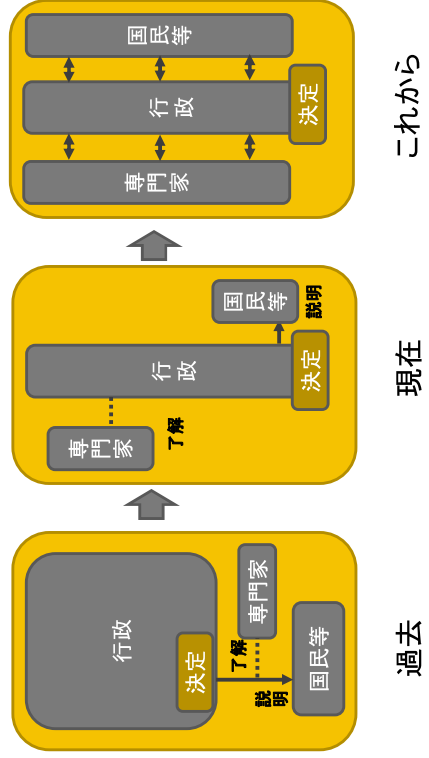 過去
行政
決定
説
明
了解
専門家
国民等
現在
専
門
家
了解
行
政
決定
国
民
等
説明
これから
専
門
家
行
政
国
民
等
決定